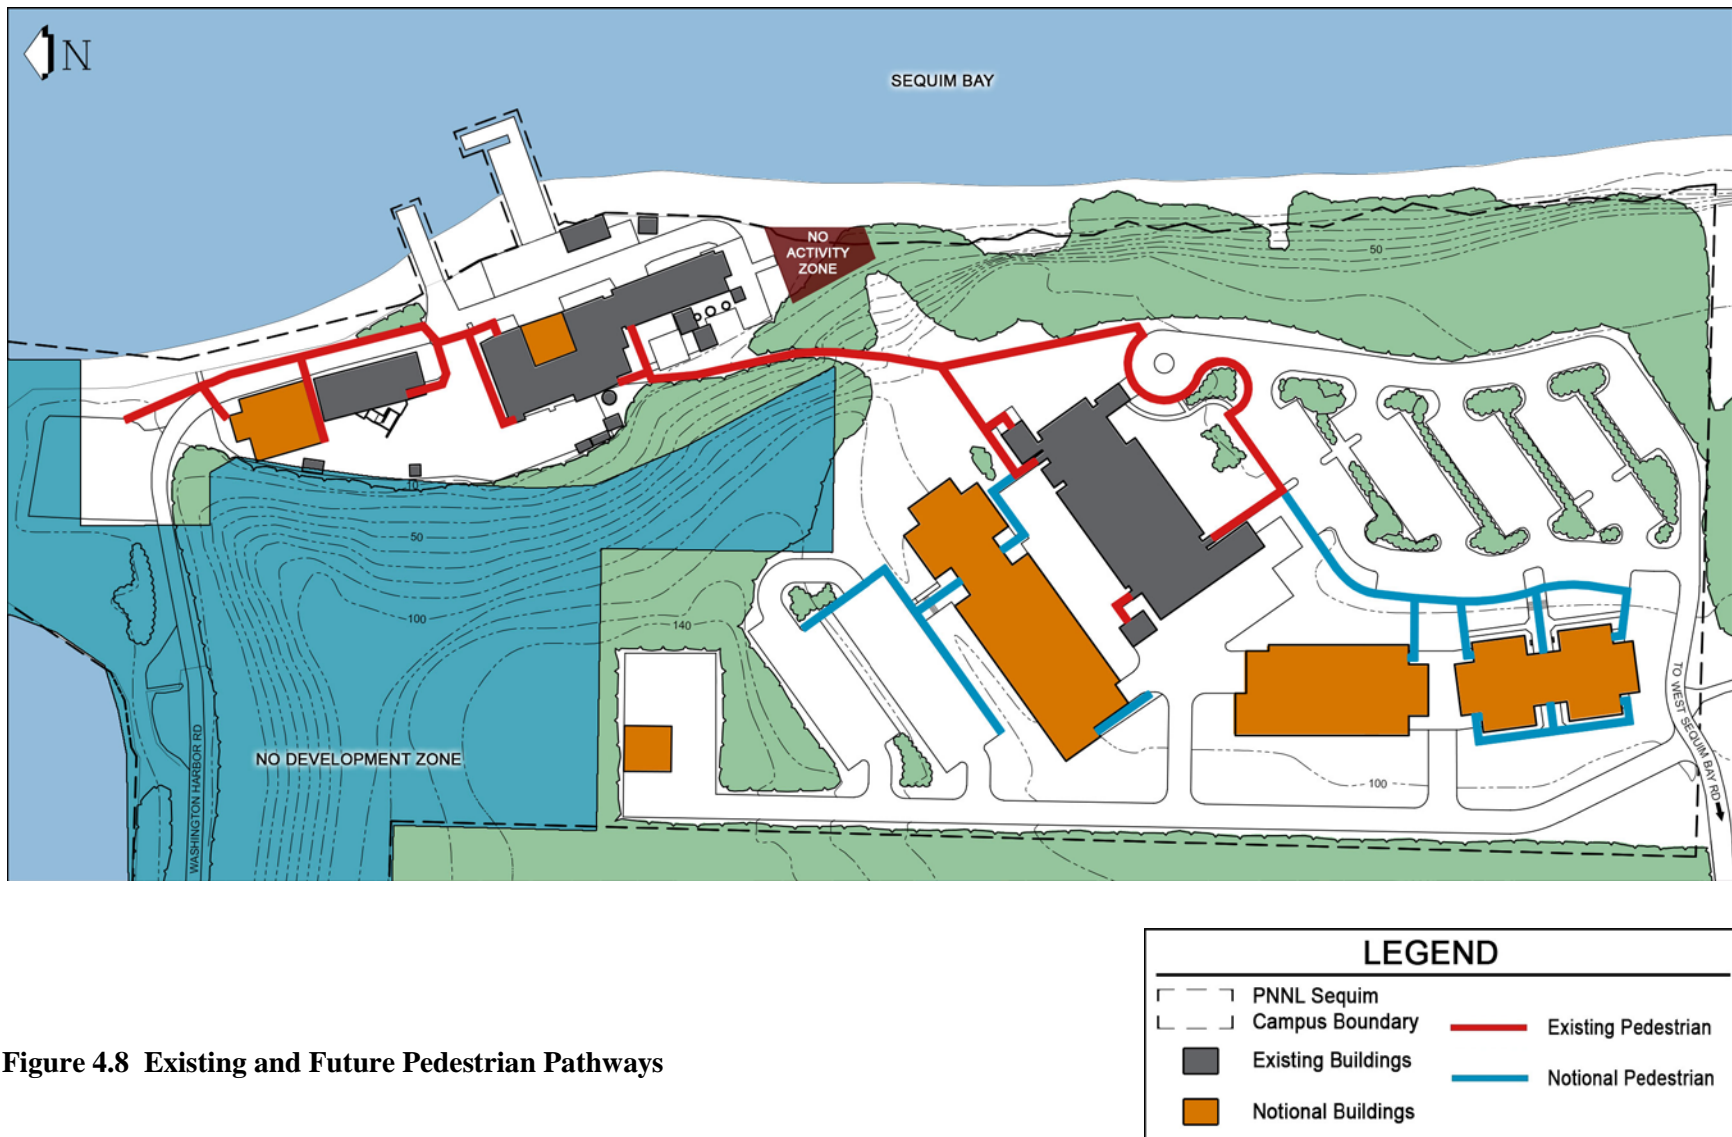 N
SEQUIM BAY
NO
ACTIVITY
ZONE
50
50
100
140
100
NO DEVELOPMENT ZONE
WASHINGTON HARBOR RD
TO WEST SEQUIM BAY RD
LEGEND
PNNL Sequim
Campus Boundary
Existing Pedestrian
Existing Buildings
Notional Pedestrian
Notional Buildings
Figure 4.8 Existing and Future Pedestrian Pathways